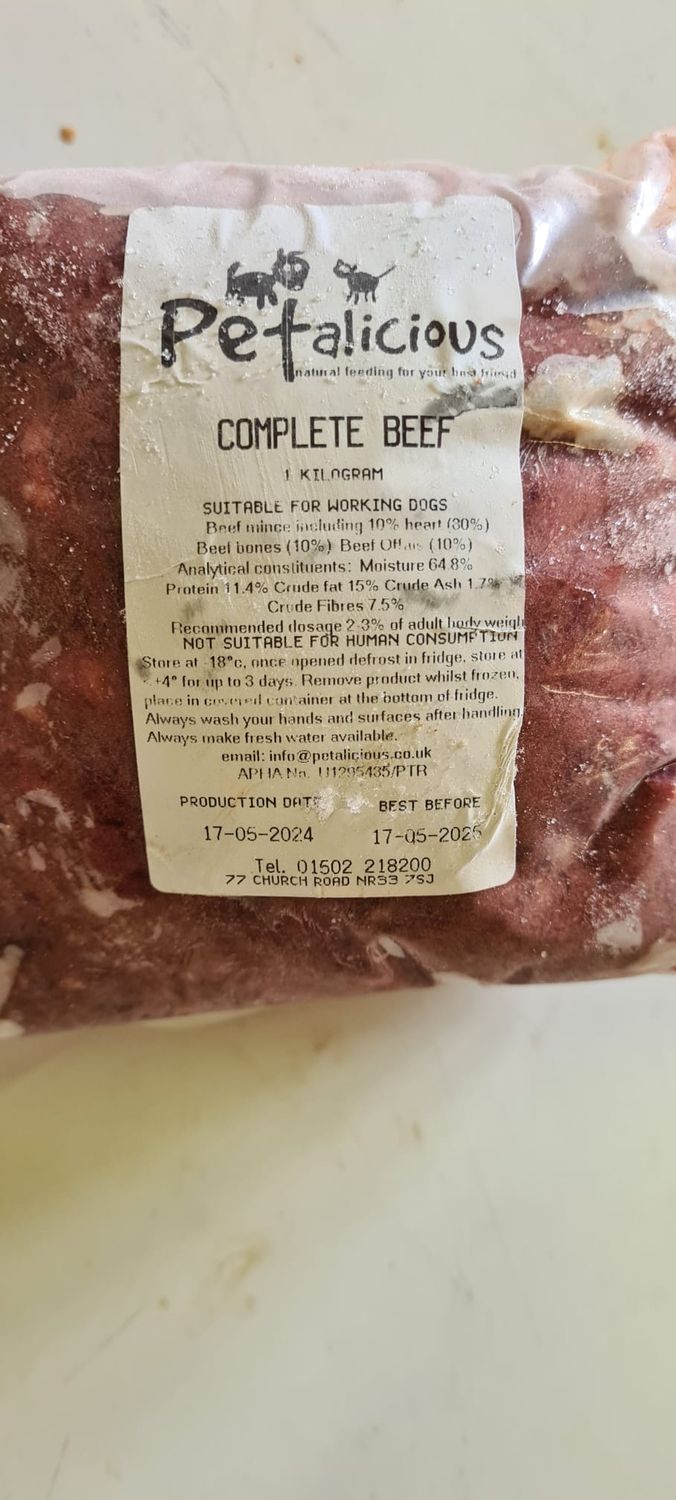 Petalicious
natural feeding for your best friend
COMPLETE BEEF
1 KILOGRAM
SUITABLE FOR WORKING DOGS
Beef mince including 10% heart (80%)
Beef bones (10%) Beef (10%)
Analytical constituents: Moisture 64.8%
Protein 11.4% Crude fat 15% Crude Ash 1.7%
Crude Fibres 7.5%
Recommended dosage 2-3% of adult body weigh
NOT SUITABLE FOR HUMAN CONSUMPTION
Store at -18°c, once opened defrost in fridge, store at
+4° for up to 3 days. Remove product whilst frozen,
place in covered container at the bottom of fridge.
Always wash your hands and surfaces after handling.
Always make fresh water available.
email: info@petalicious.co.uk
APHA No. U1295435/PTR
PRODUCTION DATE BEST BEFORE
17-05-2024 17-05-2025
Tel. 01502 218200
77 CHURCH ROAD NR33 7SJ